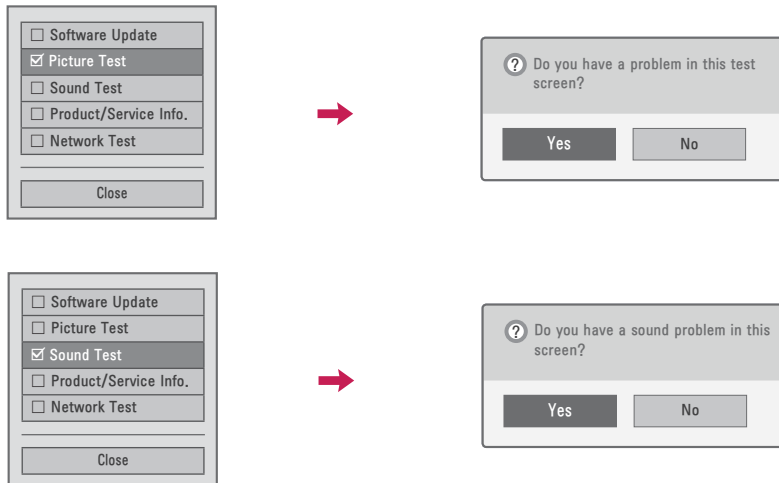 Software Update
Picture Test
Sound Test
Product/Service Info.
Network Test
Close
Do you have a problem in this test
screen?
Yes
No
Software Update
Picture Test
Sound Test
Product/Service Info.
Network Test
Close
Do you have a sound problem in this
screen?
Yes
No